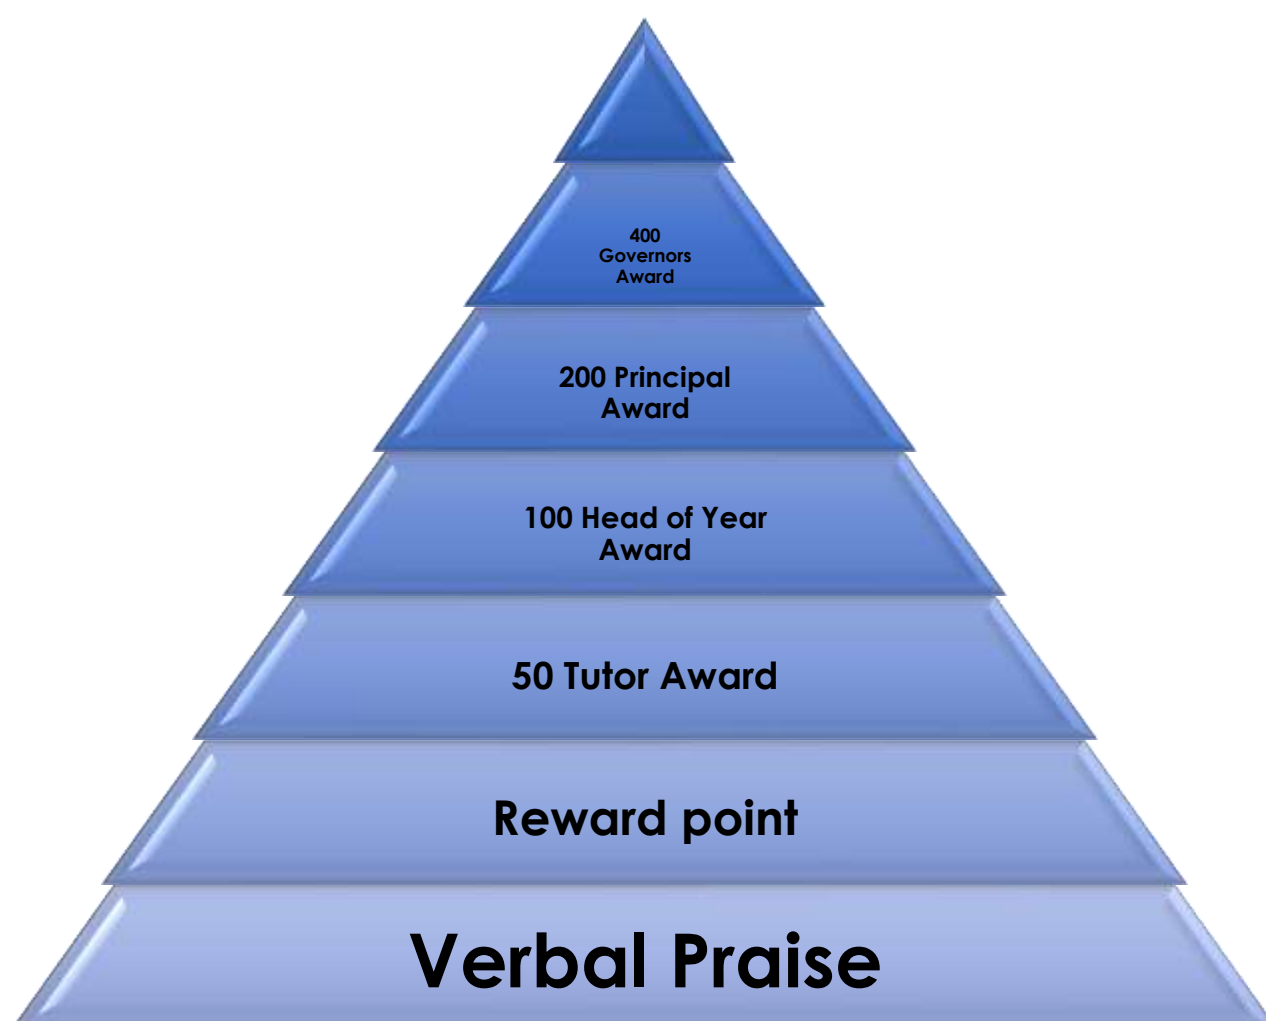 400
Governors
Award
200 Principal
Award
100 Head of Year
Award
50 Tutor Award
Reward point
Verbal Praise